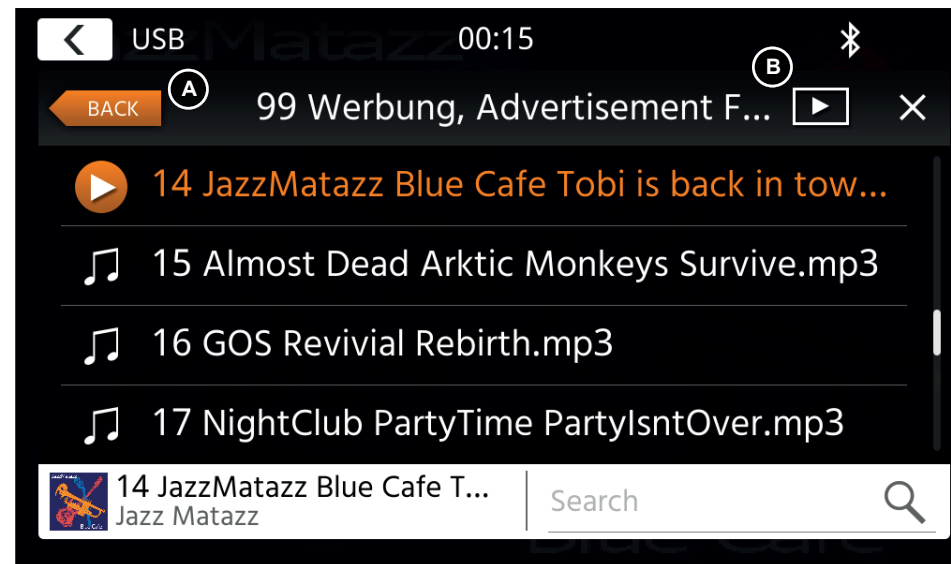 USB 00:15
A B
BACK 99 Werbung, Advertisement F...
14 JazzMatazz Blue Cafe Tobi is back in tow...
15 Almost Dead Arktic Monkeys Survive.mp3
16 GOS Revivial Rebirth.mp3
17 NightClub PartyTime PartyIsntOver.mp3
14 JazzMatazz Blue Cafe T...
Jazz Matazz
Search
Blue Cafe